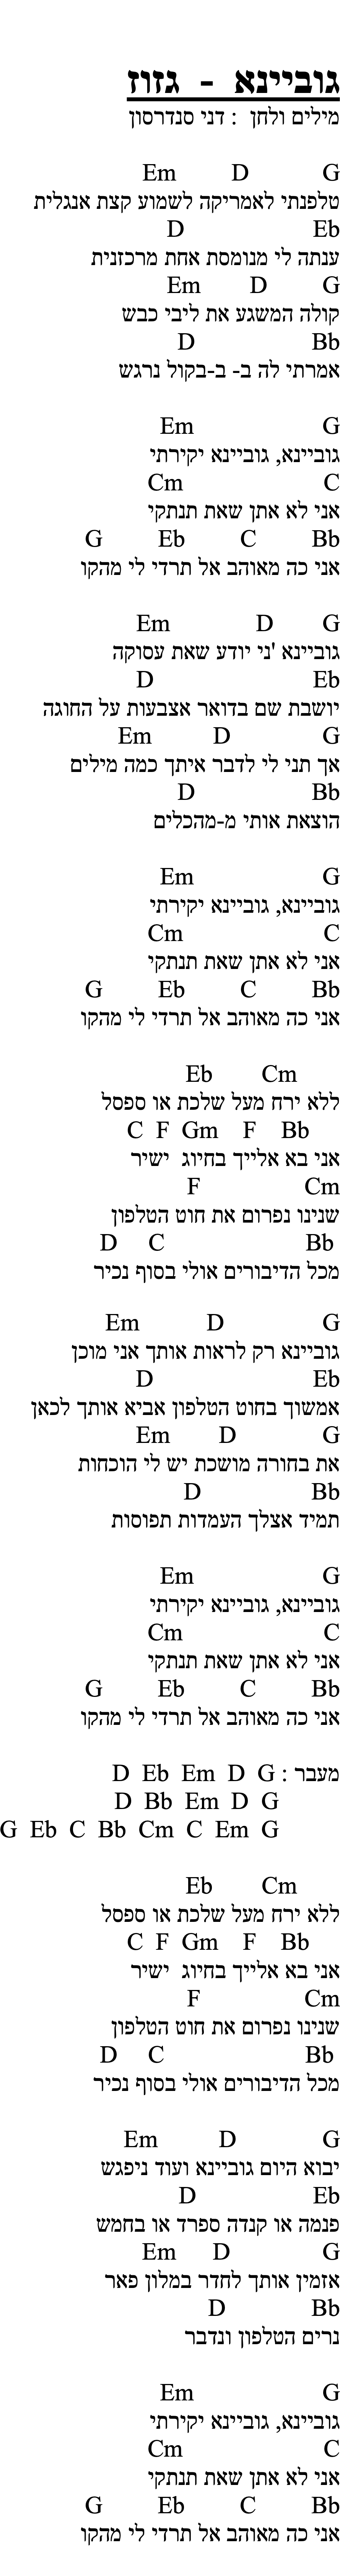 גוביינא - גזוז
מילים ולחן : דני סנדרסון
Em D G
טלפנתי לאמריקה לשמוע קצת אנגלית
D Eb
ענתה לי מנומסת אחת מרכזנית
Em D G
קולה המשגע את ליבי כבש
D Bb
אמרתי לה ב- ב-בקול נרגש
Em G
גוביינא, גוביינא יקירתי
Cm C
אני לא אתן שאת תנתקי
G Eb C Bb
אני כה מאוהב אל תרדי לי מהקו
Em D G
גוביינא 'ני יודע שאת עסוקה
D Eb
יושבת שם בדואר אצבעות על החוגה
Em D G
אך תני לי לדבר איתך כמה מילים
D Bb
הוצאת אותי מ-מהכלים
Em G
גוביינא, גוביינא יקירתי
Cm C
אני לא אתן שאת תנתקי
G Eb C Bb
אני כה מאוהב אל תרדי לי מהקו
Eb Cm
ללא ירח מעל שלכת או ספסל
C F Gm F Bb
אני בא אלייך בחיוג ישיר
F Cm
שנינו נפרום את חוט הטלפון
D C Bb
מכל הדיבורים אולי בסוף נכיר
Em D G
גוביינא רק לראות אותך אני מוכן
D Eb
אמשוך בחוט הטלפון אביא אותך לכאן
Em D G
את בחורה מושכת יש לי הוכחות
D Bb
תמיד אצלך העמדות תפוסות
Em G
גוביינא, גוביינא יקירתי
Cm C
אני לא אתן שאת תנתקי
G Eb C Bb
אני כה מאוהב אל תרדי לי מהקו
מעבר : D Eb Em D G
D Bb Em D G
G Eb C Bb Cm C Em G
Eb Cm
ללא ירח מעל שלכת או ספסל
C F Gm F Bb
אני בא אלייך בחיוג ישיר
F Cm
שנינו נפרום את חוט הטלפון
D C Bb
מכל הדיבורים אולי בסוף נכיר
Em D G
יבוא היום גוביינא ועוד ניפגש
D Eb
פנמה או קנדה ספרד או בחמש
Em D G
אזמין אותך לחדר במלון פאר
D Bb
נרים הטלפון ונדבר
Em G
גוביינא, גוביינא יקירתי
Cm C
אני לא אתן שאת תנתקי
G Eb C Bb
אני כה מאוהב אל תרדי לי מהקו